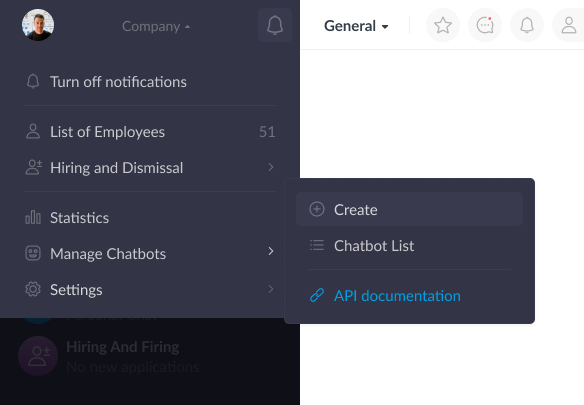 Company
General
Turn off notifications
List of Employees 51
Hiring and Dismissal
Statistics
Manage Chatbots
Settings
Create
Chatbot List
API documentation
Hiring And Firing
No new applications